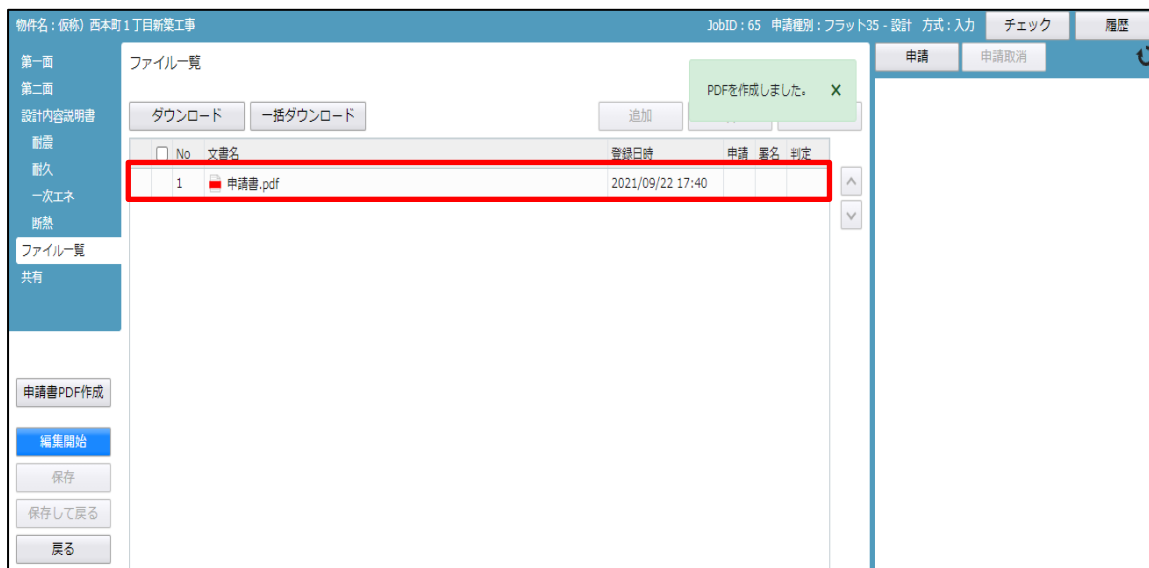 物件名 : 仮称）西本町１丁目新築工事
JobID : 65 申請種別 : フラット35 - 設計 方式 : 入力
チェック
履歴
第一面
第二面
設計内容説明書
耐震
耐久
一次エネ
断熱
ファイル一覧
共有
申請書PDF作成
編集開始
保存
保存して戻る
戻る
ファイル一覧
PDFを作成しました。 X
ダウンロード
一括ダウンロード
追加
No 文書名 登録日時 申請 署名 判定
1 申請書.pdf 2021/09/22 17:40
申請
申請取消